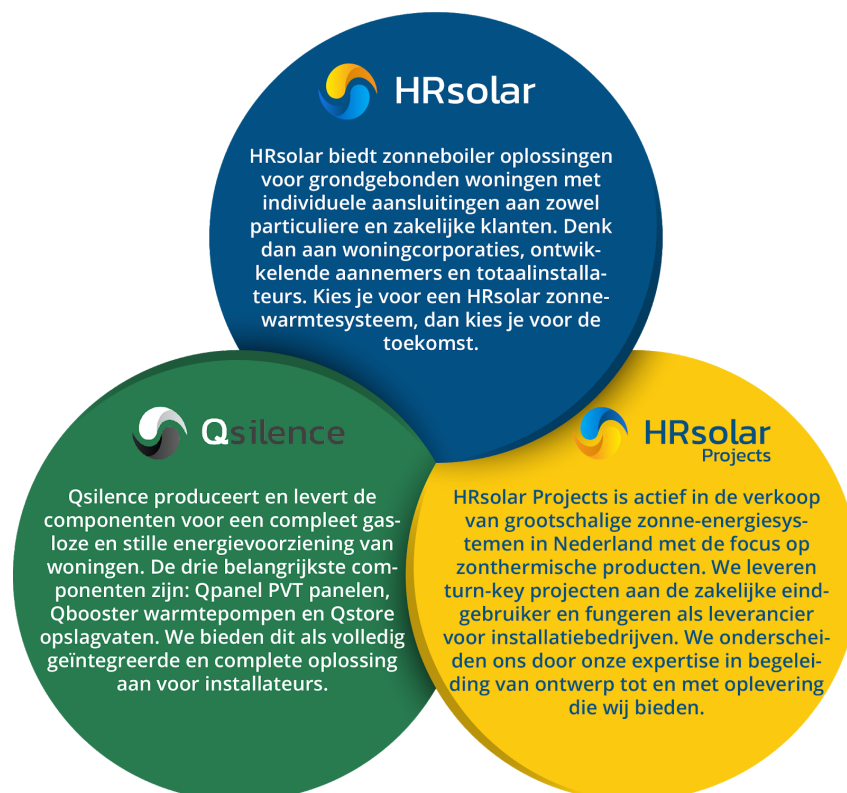 HRsolar
HRsolar biedt zonneboiler oplossingen
voor grondgebonden woningen met
individuele aansluitingen aan zowel
particuliere en zakelijke klanten. Denk
dan aan woningcorporaties, ontwik-
kelende aannemers en totaalinstalla-
teurs. Kies je voor een HRsolar zonne-
warmtesysteem, dan kies je voor de
toekomst.
Qsilence
Qsilence produceert en levert de
componenten voor een compleet gas-
loze en stille energievoorziening van
woningen. De drie belangrijkste com-
ponenten zijn: Qpanel PVT panelen,
Qbooster warmtepompen en Qstore
opslagvaten. We bieden dit als volledig
geïntegreerde en complete oplossing
aan voor installateurs.
HRsolar
Projects
HRsolar Projects is actief in de verkoop
van grootschalige zonne-energiesys-
temen in Nederland met de focus op
zonthermische producten. We leveren
turn-key projecten aan de zakelijke eind-
gebruiker en fungeren als leverancier
voor installatiebedrijven. We onderschei-
den ons door onze expertise in begelei-
ding van ontwerp tot en met oplevering
die wij bieden.